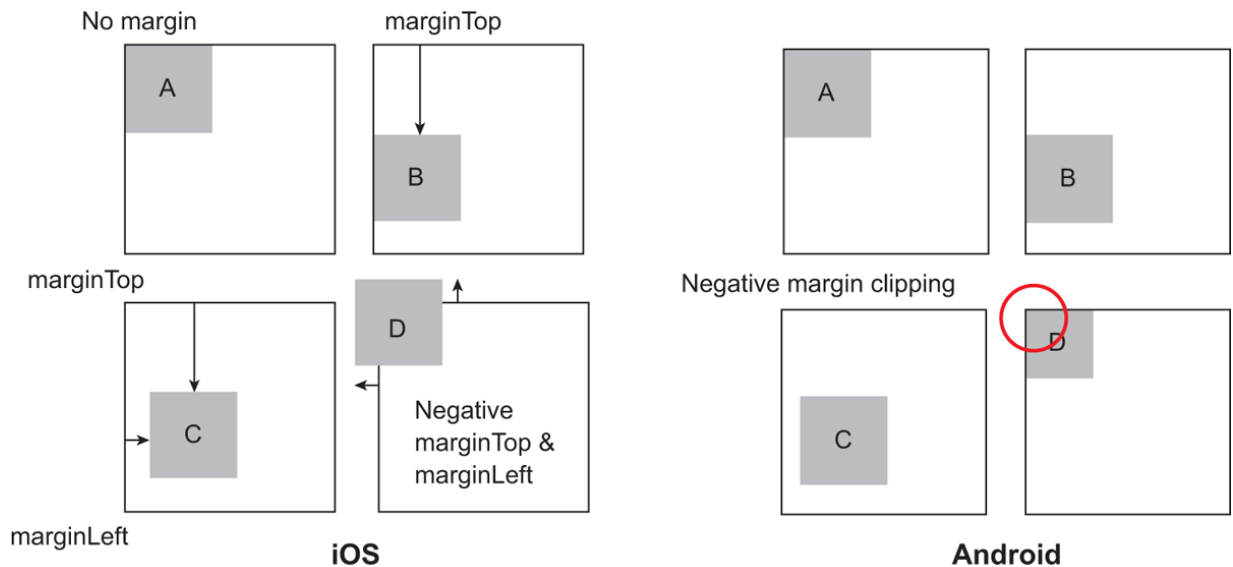 No margin
marginTop
A
B
A
B
marginTop
Negative margin clipping
D
D
C
Negative
marginTop &
marginLeft
C
marginLeft
iOS
Android